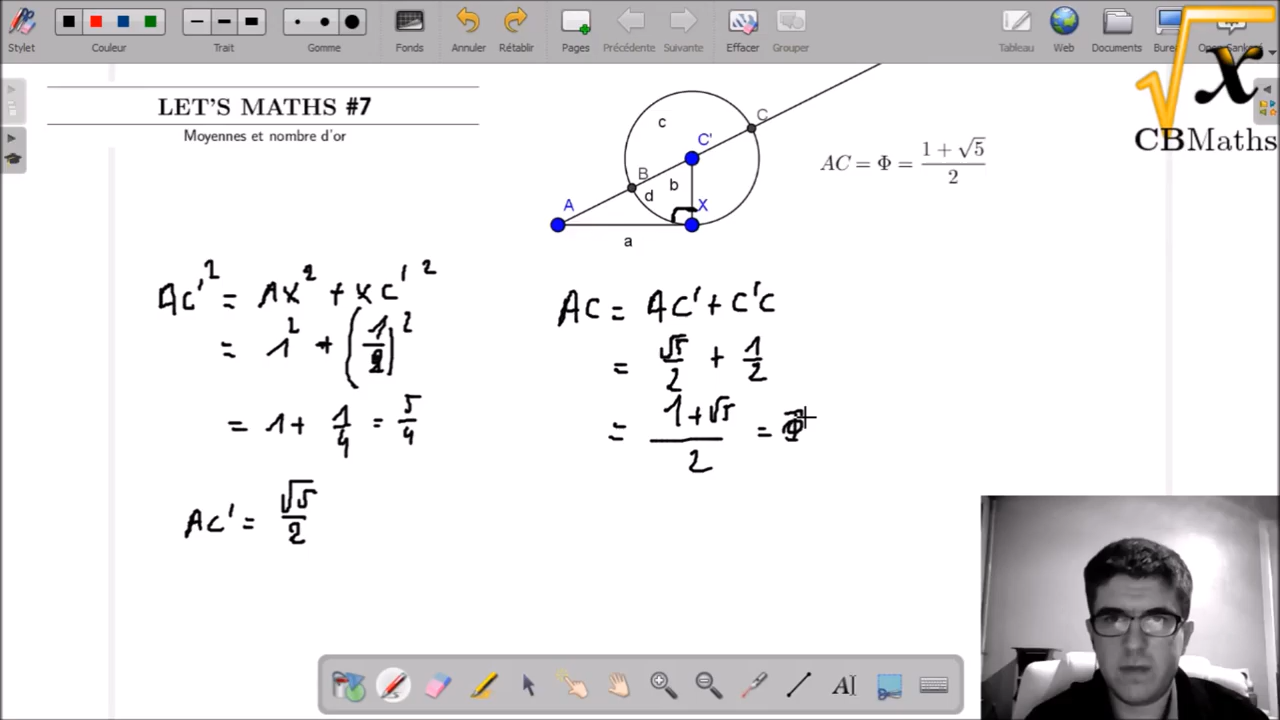 Stylet Couleur Trait Gomme Fonds Annuler Rétablir Pages Précédente Suivante Effacer Grouper Tableau Web Documents
LET'S MATHS #7
Moyennes et nombre d'or
√x
CBMaths
c
C
C'
B
b
d
A
X
a
AC = Φ = (1 + √5)/2
AC'² = AX² + XC'²
= 1² + (1/2)²
= 1 + 1/4 = 5/4
AC' = √5/2
AC = AC' + C'C
= √5/2 + 1/2
= (1 + √5)/2 = Φ